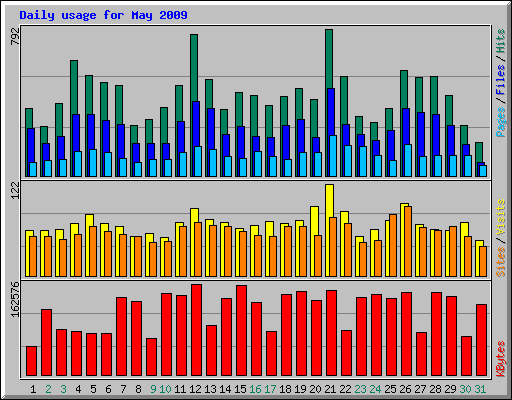 Daily usage for May 2009
792
Pages / Files / Hits
122
Sites / Visits
162576
KBytes
1 2 3 4 5 6 7 8 9 10 11 12 13 14 15 16 17 18 19 20 21 22 23 24 25 26 27 28 29 30 31